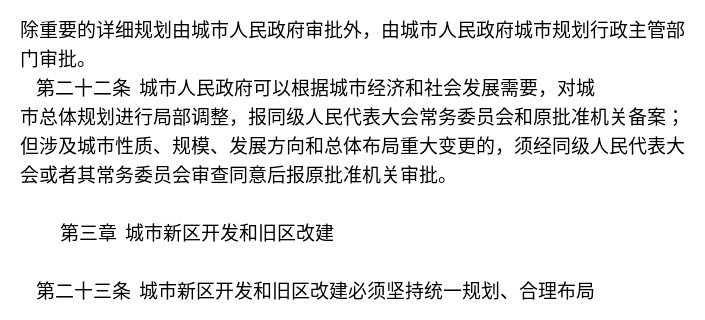 除重要的详细规划由城市人民政府审批外，由城市人民政府城市规划行政主管部
门审批。
第二十二条 城市人民政府可以根据城市经济和社会发展需要，对城
市总体规划进行局部调整，报同级人民代表大会常务委员会和原批准机关备案；
但涉及城市性质、规模、发展方向和总体布局重大变更的，须经同级人民代表大
会或者其常务委员会审查同意后报原批准机关审批。
第三章 城市新区开发和旧区改建
第二十三条 城市新区开发和旧区改建必须坚持统一规划、合理布局